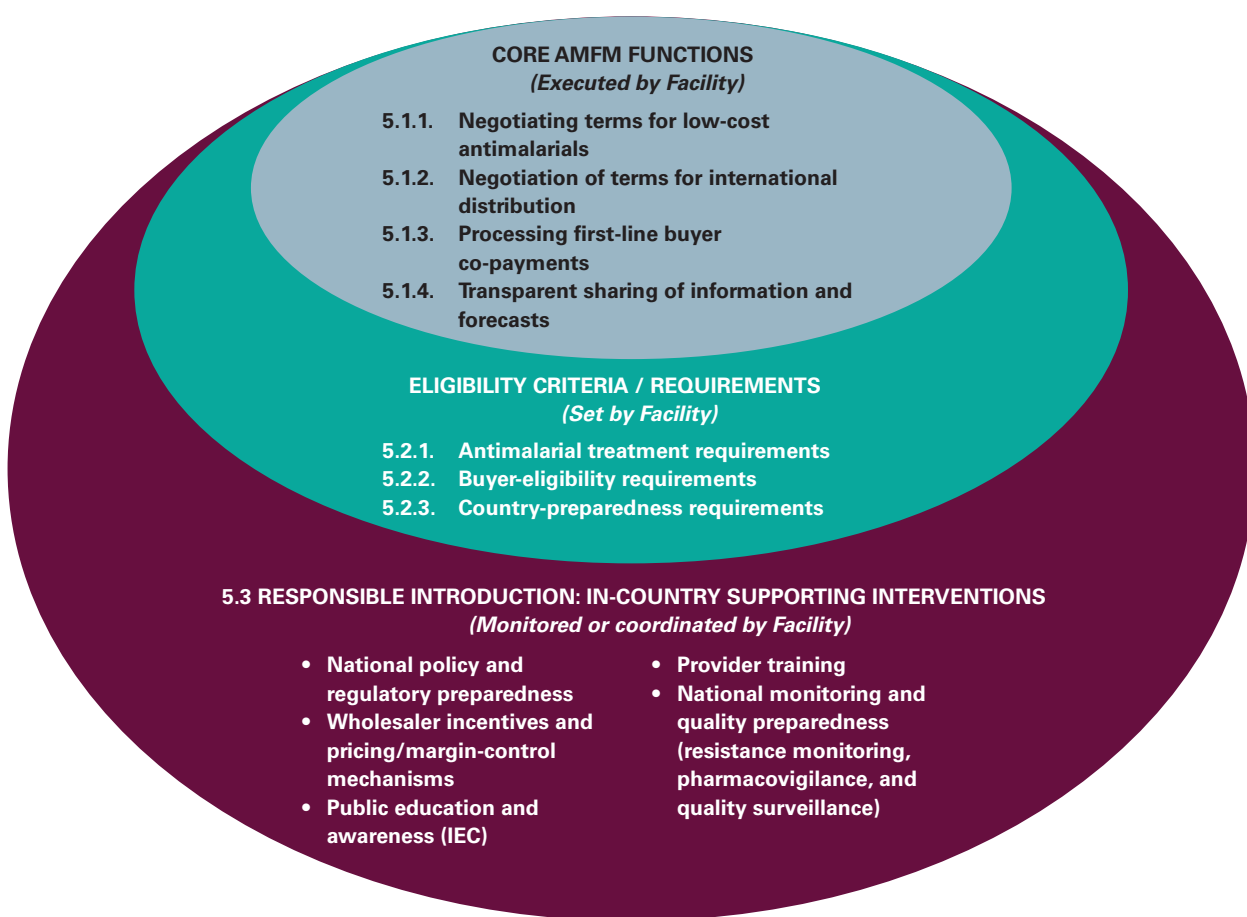 CORE AMFM FUNCTIONS
(Executed by Facility)
5.1.1. Negotiating terms for low-cost
antimalarials
5.1.2. Negotiation of terms for international
distribution
5.1.3. Processing first-line buyer
co-payments
5.1.4. Transparent sharing of information and
forecasts
ELIGIBILITY CRITERIA / REQUIREMENTS
(Set by Facility)
5.2.1. Antimalarial treatment requirements
5.2.2. Buyer-eligibility requirements
5.2.3. Country-preparedness requirements
5.3 RESPONSIBLE INTRODUCTION: IN-COUNTRY SUPPORTING INTERVENTIONS
(Monitored or coordinated by Facility)
• National policy and
regulatory preparedness
• Wholesaler incentives and
pricing/margin-control
mechanisms
• Public education and
awareness (IEC)
• Provider training
• National monitoring and
quality preparedness
(resistance monitoring,
pharmacovigilance, and
quality surveillance)